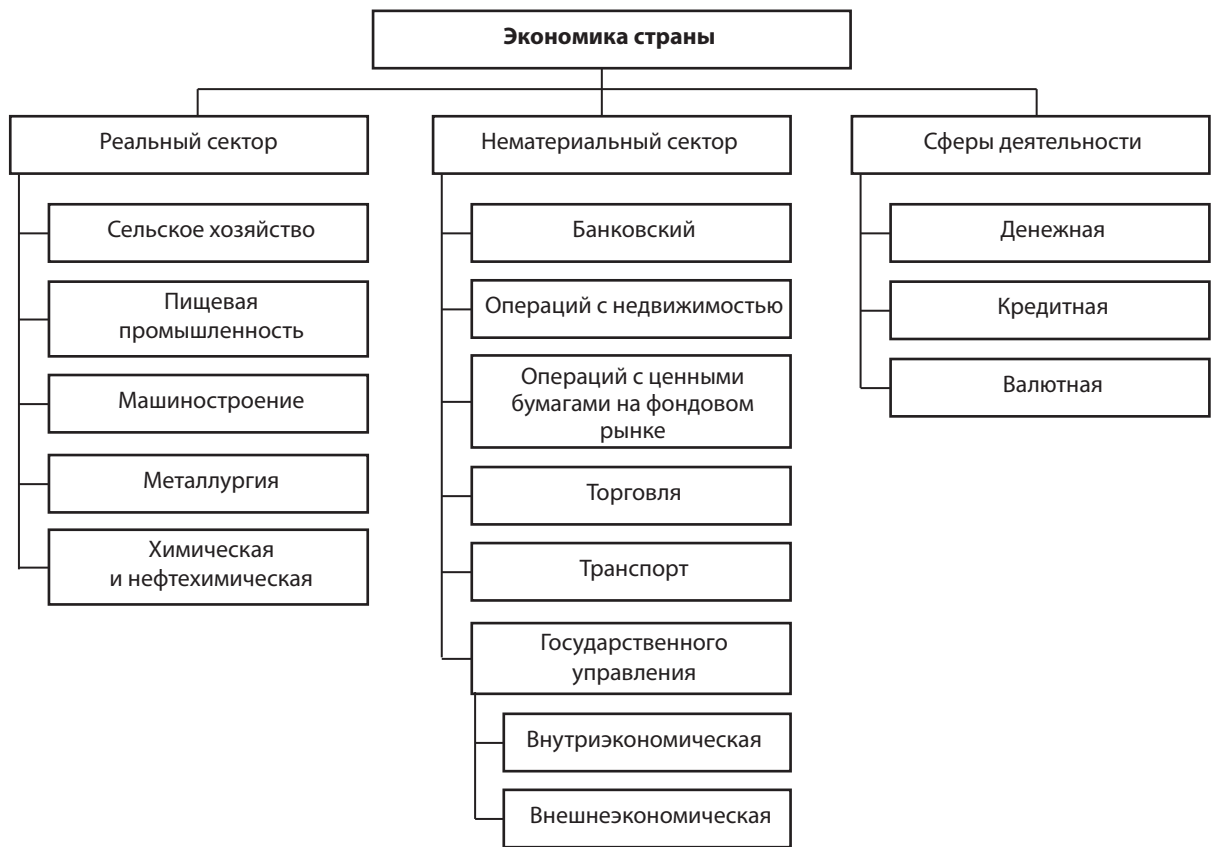 Экономика страны
Реальный сектор
Сельское хозяйство
Пищевая
промышленность
Машиностроение
Металлургия
Химическая
и нефтехимическая
Нематериальный сектор
Банковский
Операций с недвижимостью
Операций с ценными
бумагами на фондовом
рынке
Торговля
Транспорт
Государственного
управления
Внутриэкономическая
Внешнеэкономическая
Сферы деятельности
Денежная
Кредитная
Валютная